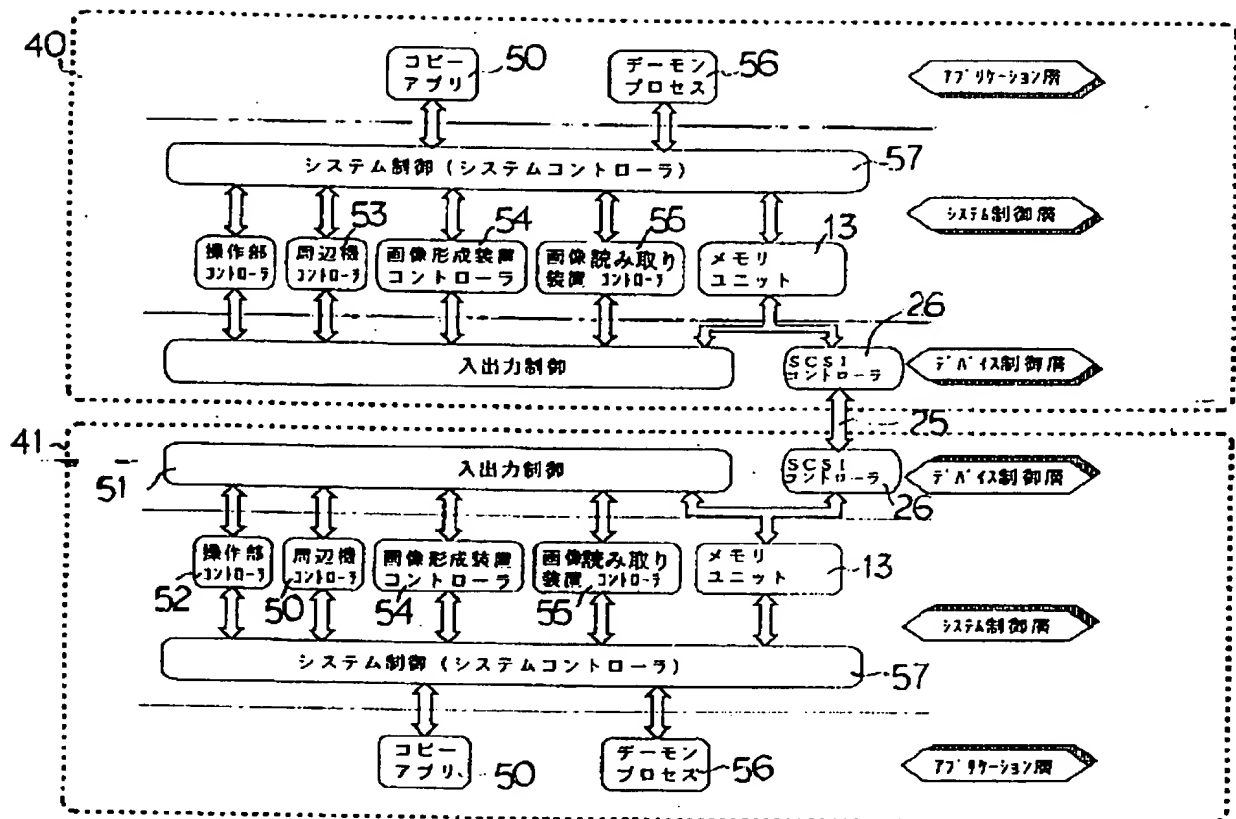 40
コピー
アプリ
50
デーモン
プロセス
56
アプリケーション層
システム制御(システムコントローラ)
57
システム制御層
操作部
コントローラ
周辺機
コントローラ
53
画像形成装置
コントローラ
54
画像読み取り
装置 コントローラ
55
メモリ
ユニット
13
入出力制御
SCSI
コントローラ
26
デバイス制御層
25
41
51
入出力制御
SCSI
コントローラ
26
デバイス制御層
操作部
コントローラ
52
周辺機
コントローラ
50
画像形成装置
コントローラ
54
画像読み取り
装置 コントローラ
55
メモリ
ユニット
13
システム制御層
システム制御(システムコントローラ)
57
コピー
アプリ
50
デーモン
プロセス
56
アプリケーション層